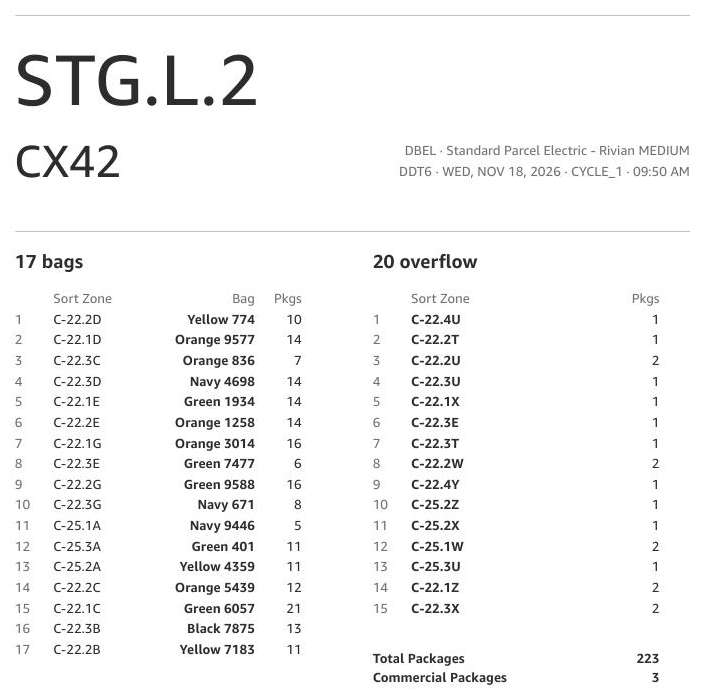 STG.L.2
CX42
DBEL · Standard Parcel Electric - Rivian MEDIUM
DDT6 · WED, NOV 18, 2026 · CYCLE_1 · 09:50 AM
17 bags
Sort Zone Bag Pkgs
1 C-22.2D Yellow 774 10
2 C-22.1D Orange 9577 14
3 C-22.3C Orange 836 7
4 C-22.3D Navy 4698 14
5 C-22.1E Green 1934 14
6 C-22.2E Orange 1258 14
7 C-22.1G Orange 3014 16
8 C-22.3E Green 7477 6
9 C-22.2G Green 9588 16
10 C-22.3G Navy 671 8
11 C-25.1A Navy 9446 5
12 C-25.3A Green 401 11
13 C-25.2A Yellow 4359 11
14 C-22.2C Orange 5439 12
15 C-22.1C Green 6057 21
16 C-22.3B Black 7875 13
17 C-22.2B Yellow 7183 11
20 overflow
Sort Zone Pkgs
1 C-22.4U 1
2 C-22.2T 1
3 C-22.2U 2
4 C-22.3U 1
5 C-22.1X 1
6 C-22.3E 1
7 C-22.3T 1
8 C-22.2W 2
9 C-22.4Y 1
10 C-25.2Z 1
11 C-25.2X 1
12 C-25.1W 2
13 C-25.3U 1
14 C-22.1Z 2
15 C-22.3X 2
Total Packages 223
Commercial Packages 3